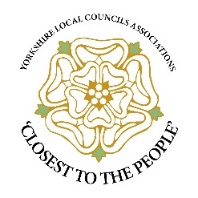 YORKSHIRE LOCAL COUNCILS ASSOCIATIONS
'CLOSEST TO THE PEOPLE'